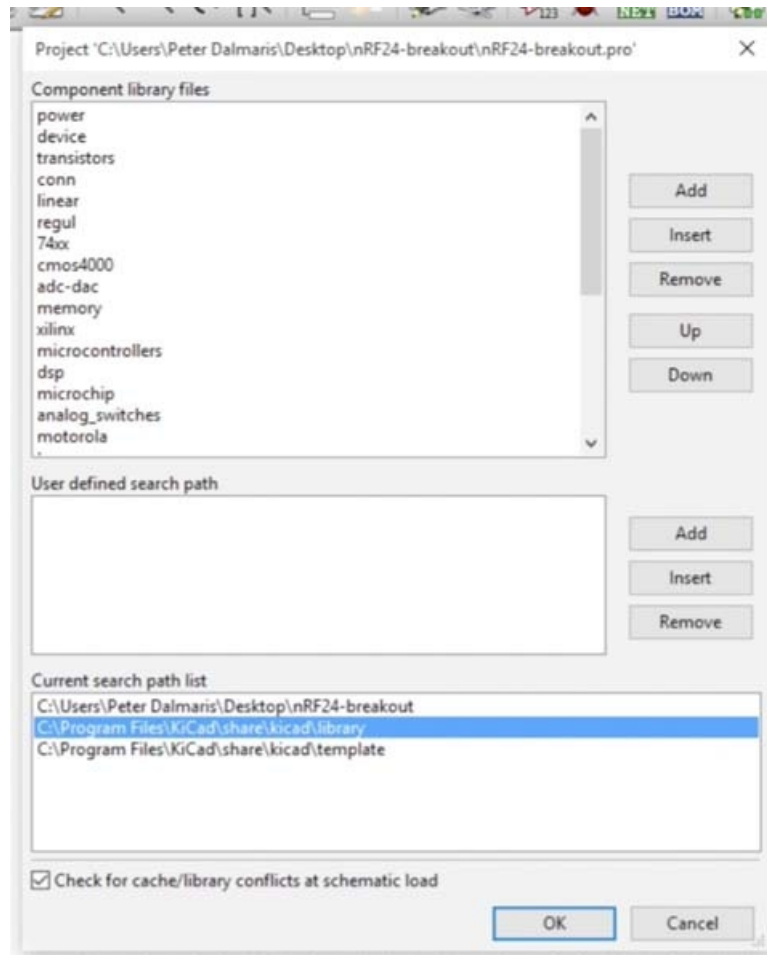 123
NET
BOM
Project 'C:\Users\Peter Dalmaris\Desktop\nRF24-breakout\nRF24-breakout.pro'
Component library files
power
device
transistors
conn
linear
regul
74xx
cmos4000
adc-dac
memory
xilinx
microcontrollers
dsp
microchip
analog_switches
motorola
Add
Insert
Remove
Up
Down
User defined search path
Add
Insert
Remove
Current search path list
C:\Users\Peter Dalmaris\Desktop\nRF24-breakout
C:\Program Files\KiCad\share\kicad\library
C:\Program Files\KiCad\share\kicad\template
Check for cache/library conflicts at schematic load
OK
Cancel